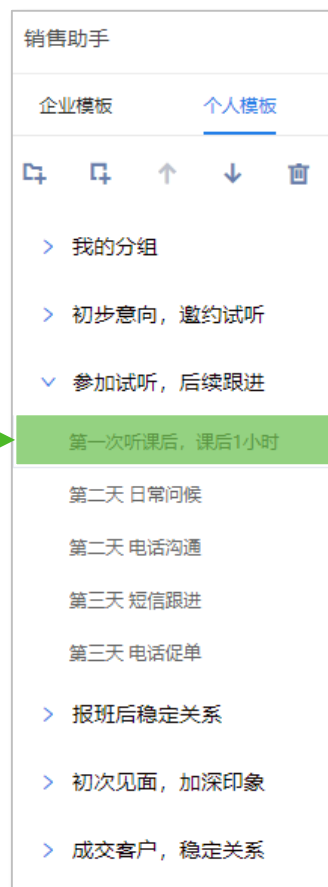 销售助手
企业模板 个人模板
我的分组
初步意向，邀约试听
参加试听，后续跟进
第一次听课后，课后1小时
第二天 日常问候
第二天 电话沟通
第三天 短信跟进
第三天 电话促单
报班后稳定关系
初次见面，加深印象
成交客户，稳定关系